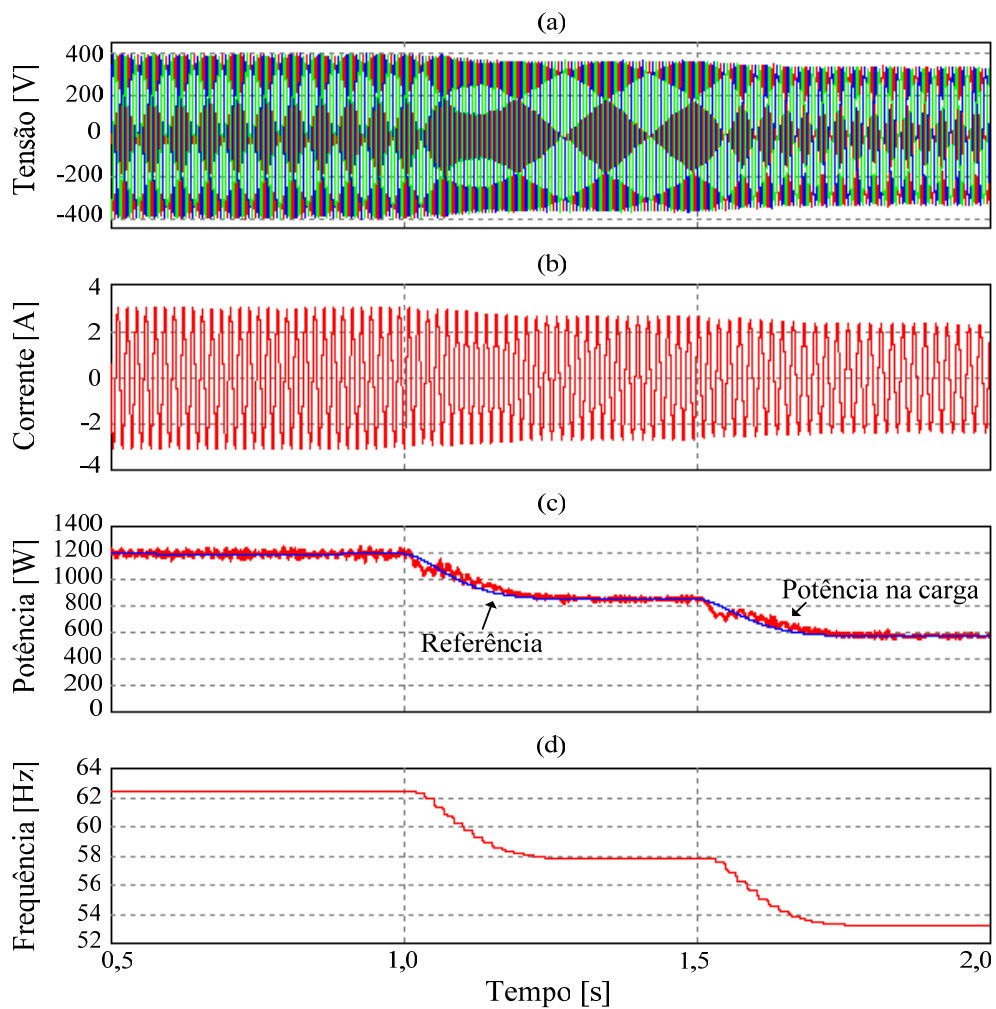 (a)
Tensão [V]
400
200
0
-200
-400
(b)
Corrente [A]
4
2
0
-2
-4
(c)
Potência [W]
1400
1200
1000
800
600
400
200
0
Referência
Potência na carga
(d)
Frequência [Hz]
64
62
60
58
56
54
52
0,5
1,0
1,5
2,0
Tempo [s]